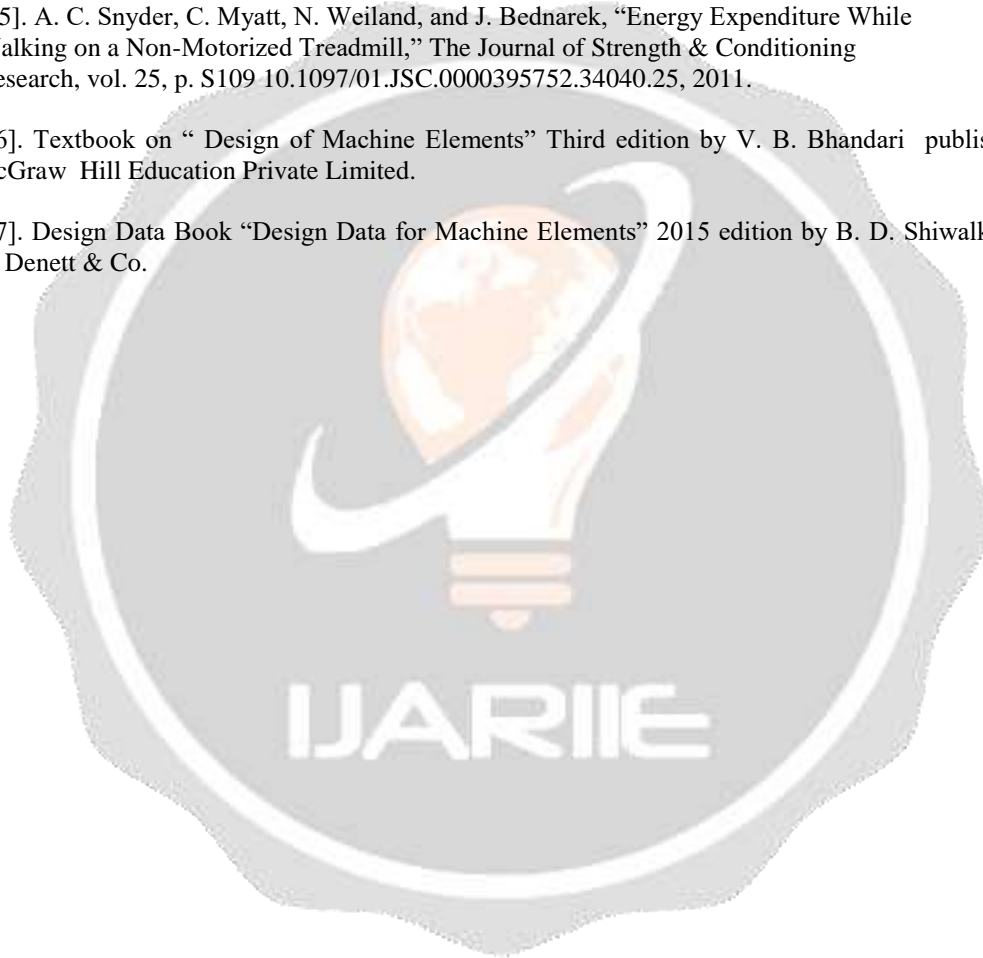 5]. A. C. Snyder, C. Myatt, N. Weiland, and J. Bednarek, “Energy Expenditure While
alking on a Non-Motorized Treadmill,” The Journal of Strength & Conditioning
esearch, vol. 25, p. S109 10.1097/01.JSC.0000395752.34040.25, 2011.
6]. Textbook on “ Design of Machine Elements” Third edition by V. B. Bhandari publis
cGraw Hill Education Private Limited.
7]. Design Data Book “Design Data for Machine Elements” 2015 edition by B. D. Shiwalk
Denett & Co.
IJARIIE